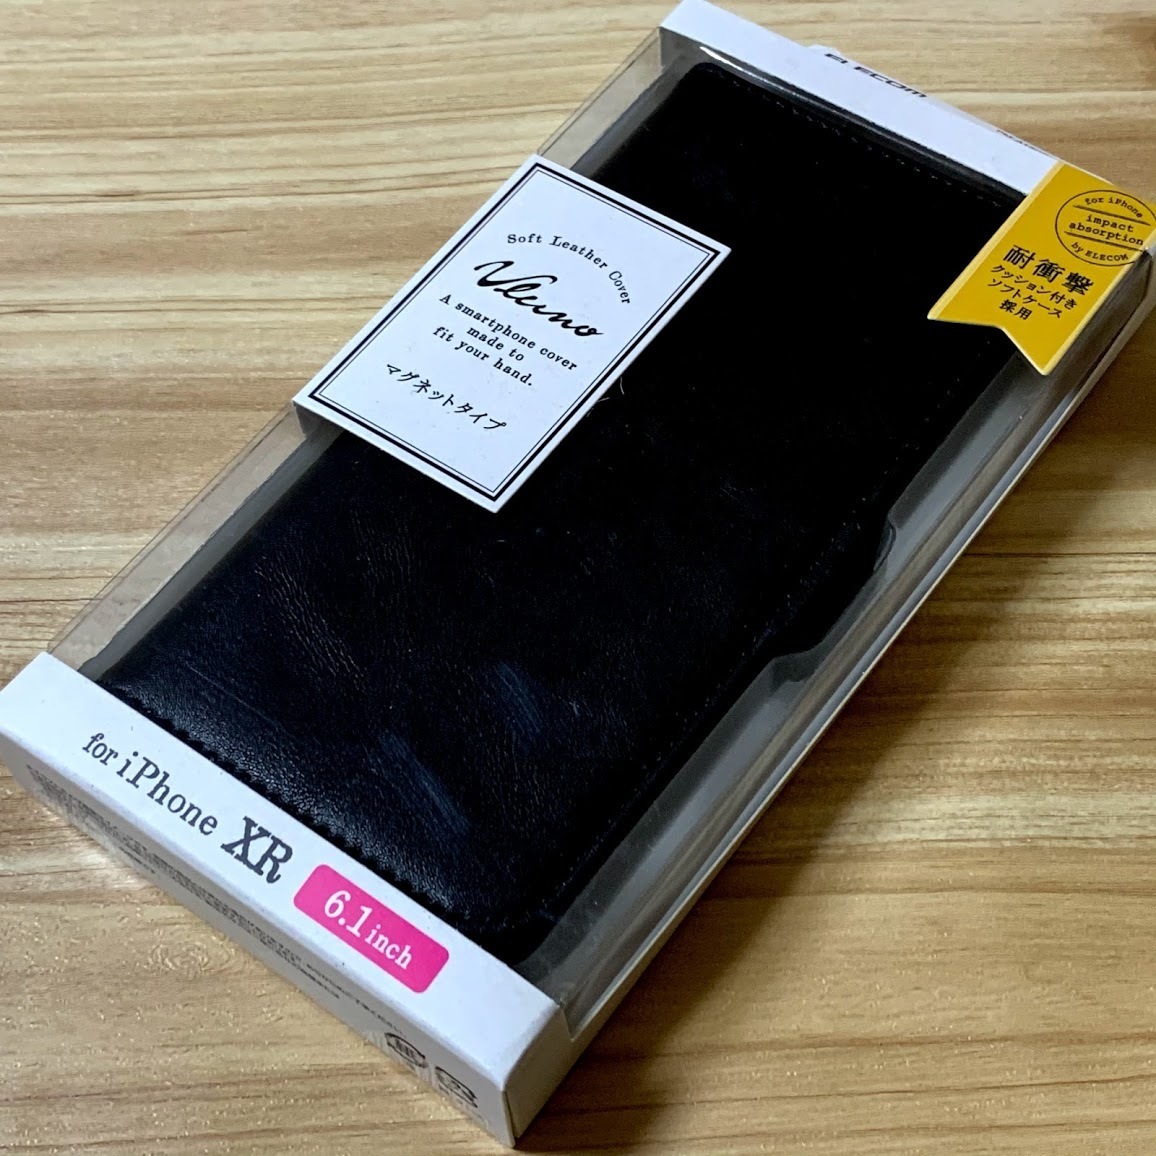 ELECOM
for iPhone
impact
absorption
by ELECOM
耐衝撃
クッション付き
ソフトケース
採用
Soft Leather Cover
Vluno
A smartphone cover
made to
fit your hand.
マグネットタイプ
for iPhone XR
6.1inch